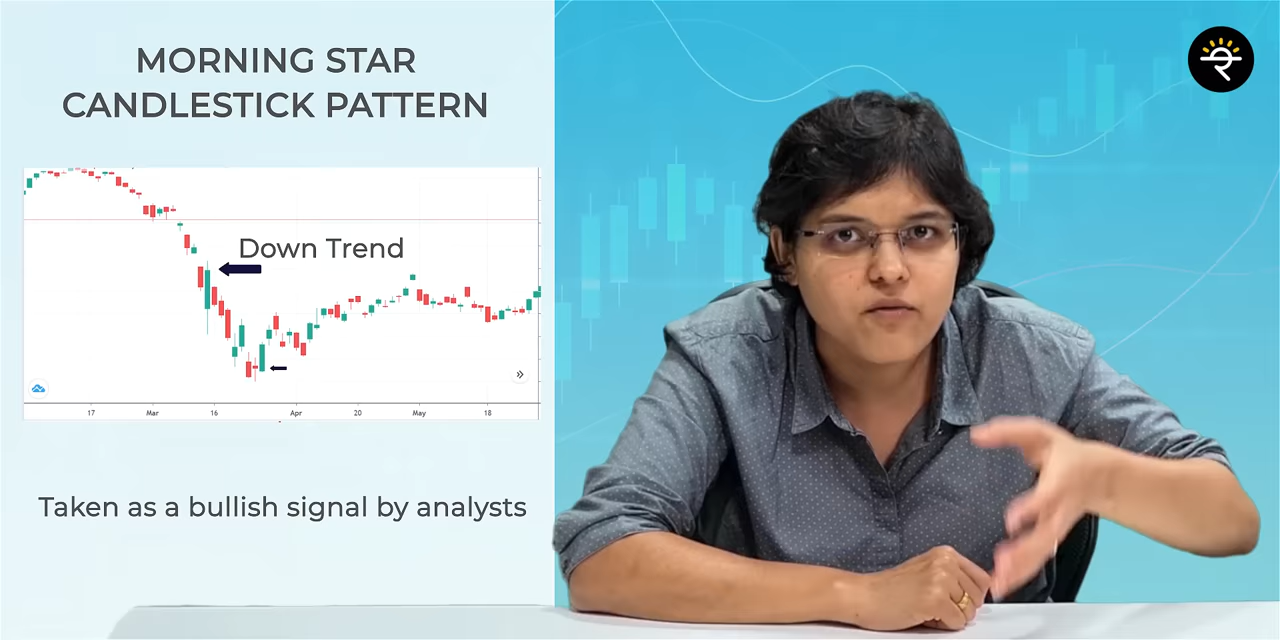 MORNING STAR
CANDLESTICK PATTERN
Down Trend
17 Mar 16 Apr 20 May 18
Taken as a bullish signal by analysts